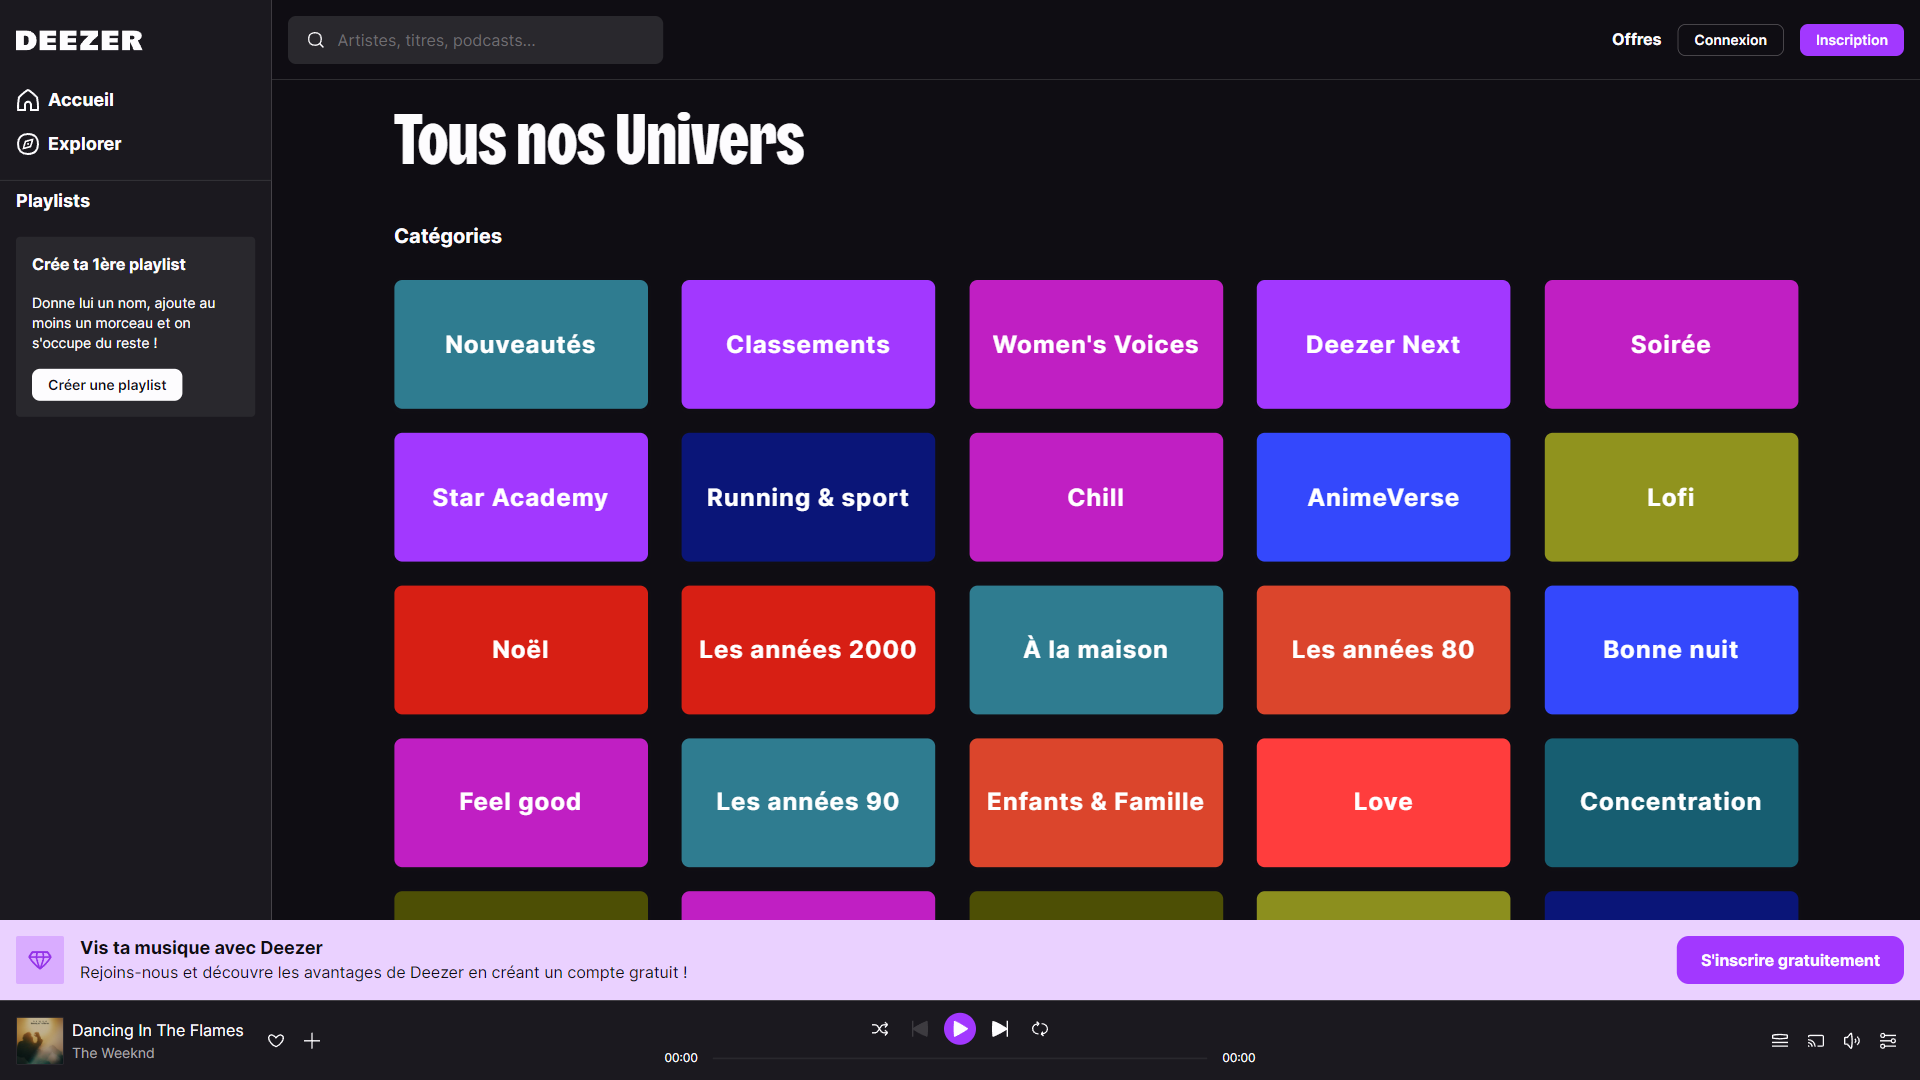 DEEZER
Accueil
Explorer
Playlists
Crée ta 1ère playlist
Donne lui un nom, ajoute au
moins un morceau et on
s'occupe du reste !
Créer une playlist
Artistes, titres, podcasts...
Offres
Connexion
Inscription
Tous nos Univers
Catégories
Nouveautés
Classements
Women's Voices
Deezer Next
Soirée
Star Academy
Running & sport
Chill
AnimeVerse
Lofi
Noël
Les années 2000
À la maison
Les années 80
Bonne nuit
Feel good
Les années 90
Enfants & Famille
Love
Concentration
Vis ta musique avec Deezer
Rejoins-nous et découvre les avantages de Deezer en créant un compte gratuit !
S'inscrire gratuitement
Dancing In The Flames
The Weeknd
00:00
00:00